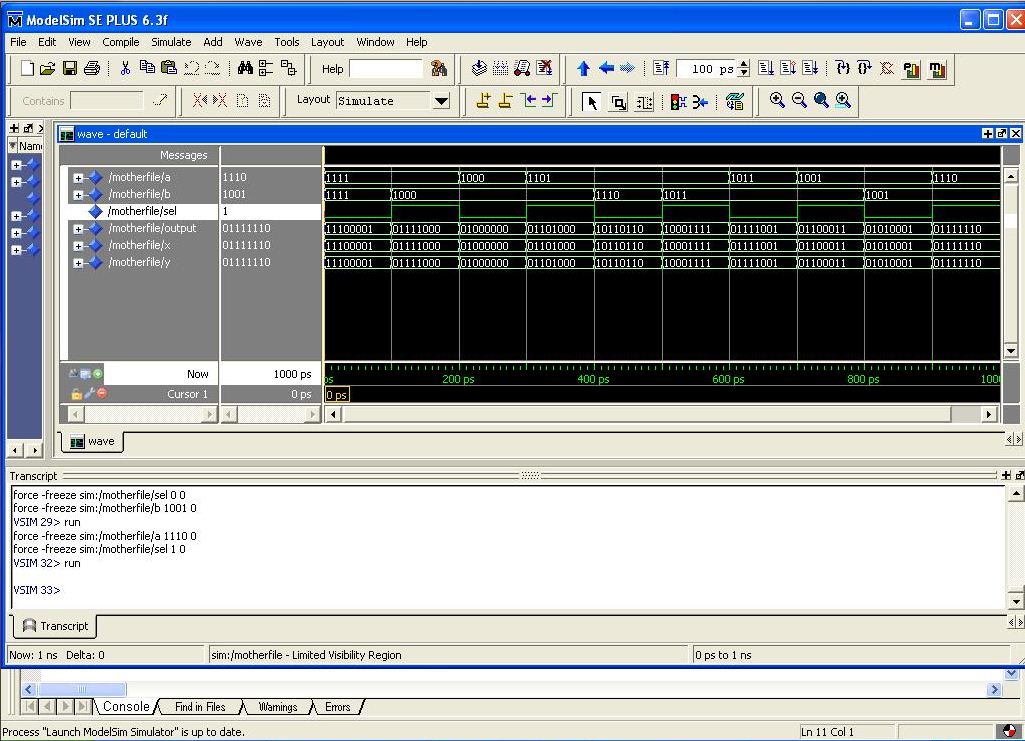 ModelSim SE PLUS 6.3f
File Edit View Compile Simulate Add Wave Tools Layout Window Help
Help 100 ps
Contains Layout Simulate
wave - default
Name
Messages
/motherfile/a 1110 1111 1000 1101 1011 1001 1110
/motherfile/b 1001 1111 1000 1110 1011 1001
/motherfile/sel 1
/motherfile/output 01111110 11100001 01111000 01000000 01101000 10110110 10001111 01111001 01100011 01010001 01111110
/motherfile/x 01111110 11100001 01111000 01000000 01101000 10110110 10001111 01111001 01100011 01010001 01111110
/motherfile/y 01111110 11100001 01111000 01000000 01101000 10110110 10001111 01111001 01100011 01010001 01111110
Now 1000 ps ps 200 ps 400 ps 600 ps 800 ps 100
Cursor 1 0 ps 0 ps
wave
Transcript
force -freeze sim:/motherfile/sel 0 0
force -freeze sim:/motherfile/b 1001 0
VSIM 29> run
force -freeze sim:/motherfile/a 1110 0
force -freeze sim:/motherfile/sel 1 0
VSIM 32> run
VSIM 33>
Transcript
Now: 1 ns Delta: 0 sim:/motherfile - Limited Visibility Region 0 ps to 1 ns
Console Find in Files Warnings Errors
Process "Launch ModelSim Simulator" is up to date. Ln 11 Col 1